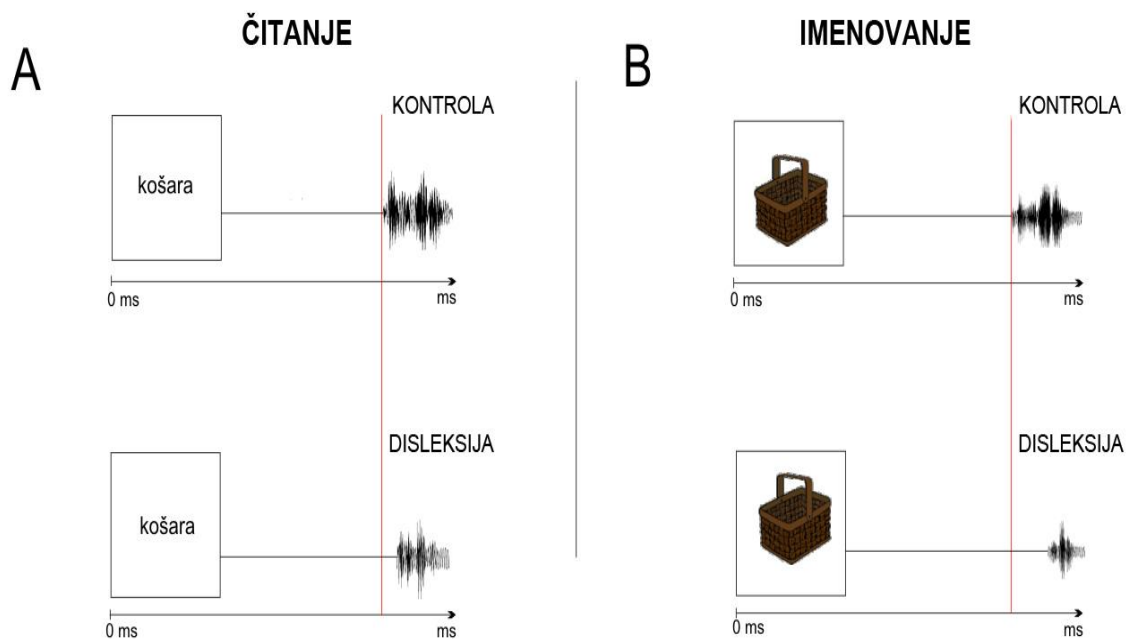 ČITANJE
A
KONTROLA
košara
0 ms
ms
DISLEKSIJA
košara
0 ms
ms
IMENOVANJE
B
KONTROLA
0 ms
ms
DISLEKSIJA
0 ms
ms